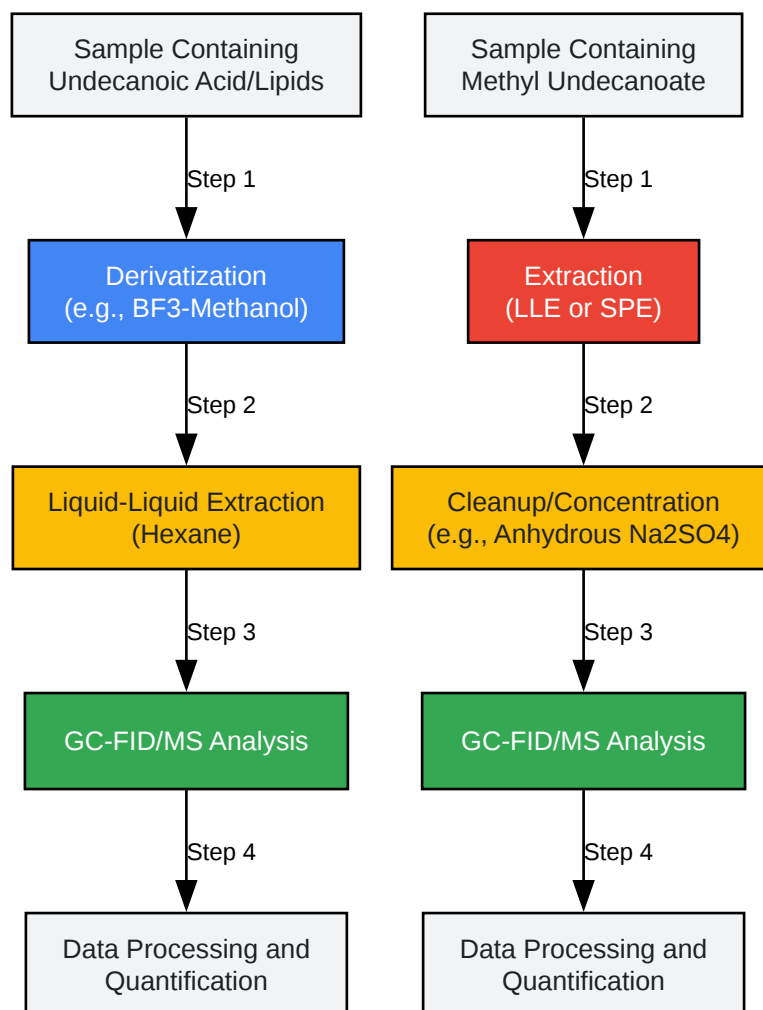 Sample Containing
Undecanoic Acid/Lipids
Step 1
Derivatization
(e.g., BF3-Methanol)
Step 2
Liquid-Liquid Extraction
(Hexane)
Step 3
GC-FID/MS Analysis
Step 4
Data Processing and
Quantification
Sample Containing
Methyl Undecanoate
Step 1
Extraction
(LLE or SPE)
Step 2
Cleanup/Concentration
(e.g., Anhydrous Na2SO4)
Step 3
GC-FID/MS Analysis
Step 4
Data Processing and
Quantification